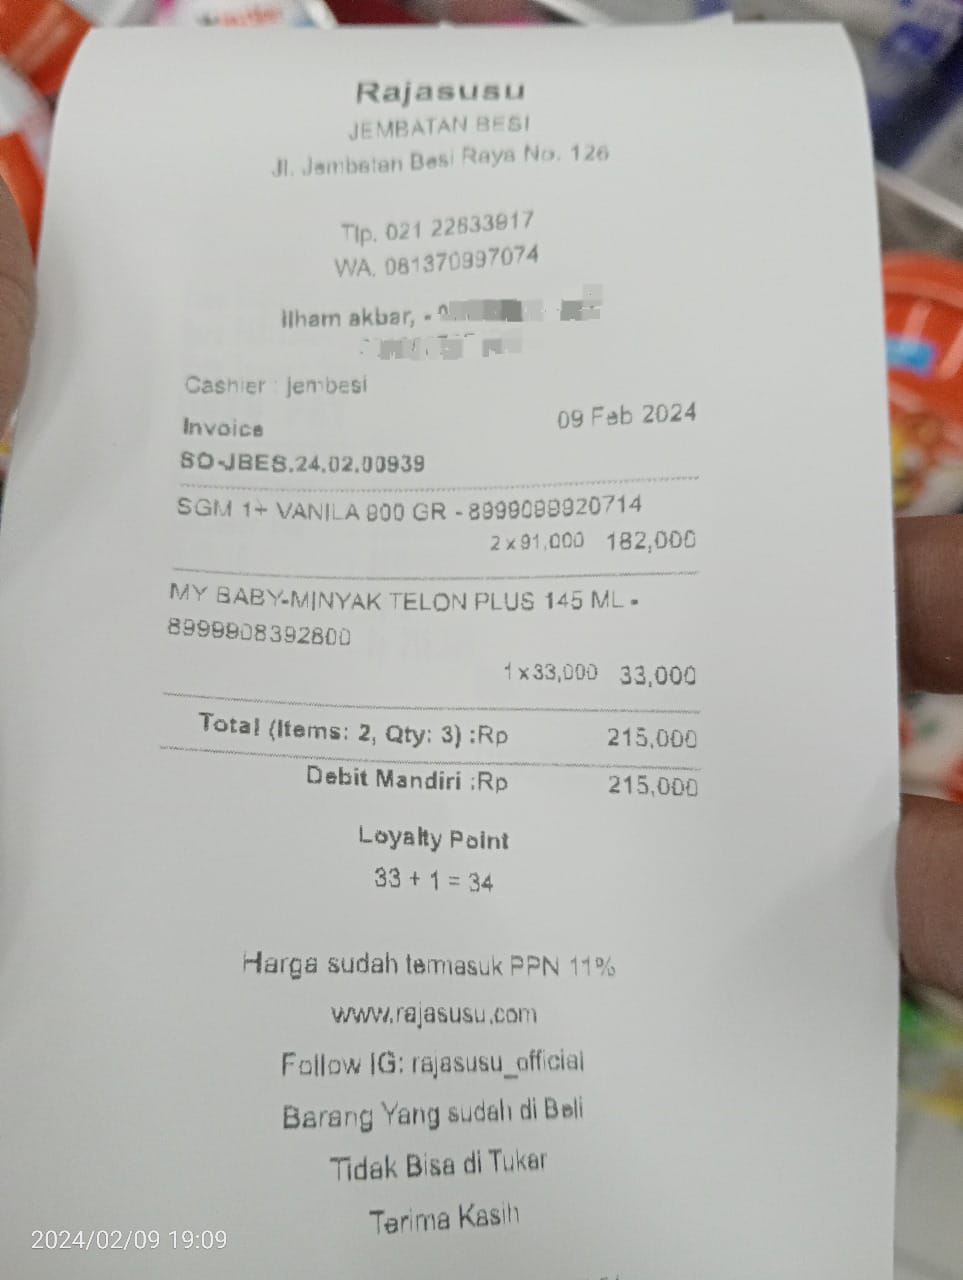 Rajasusu
JEMBATAN BESI
Jl. Jembatan Besi Raya No. 126
Tlp. 021 22633917
WA. 081370997074
Ilham akbar, -
Cashier : jembesi
Invoice 09 Feb 2024
SO-JBES.24.02.00939
SGM 1+ VANILA 900 GR - 8999099920714
2 x 91,000 182,000
MY BABY-MINYAK TELON PLUS 145 ML -
8999908392800
1 x 33,000 33,000
Total (Items: 2, Qty: 3) :Rp 215,000
Debit Mandiri :Rp 215,000
Loyalty Point
33 + 1 = 34
Harga sudah termasuk PPN 11%
www.rajasusu.com
Follow IG: rajasusu_official
Barang Yang sudah di Beli
Tidak Bisa di Tukar
Terima Kasih
2024/02/09 19:09